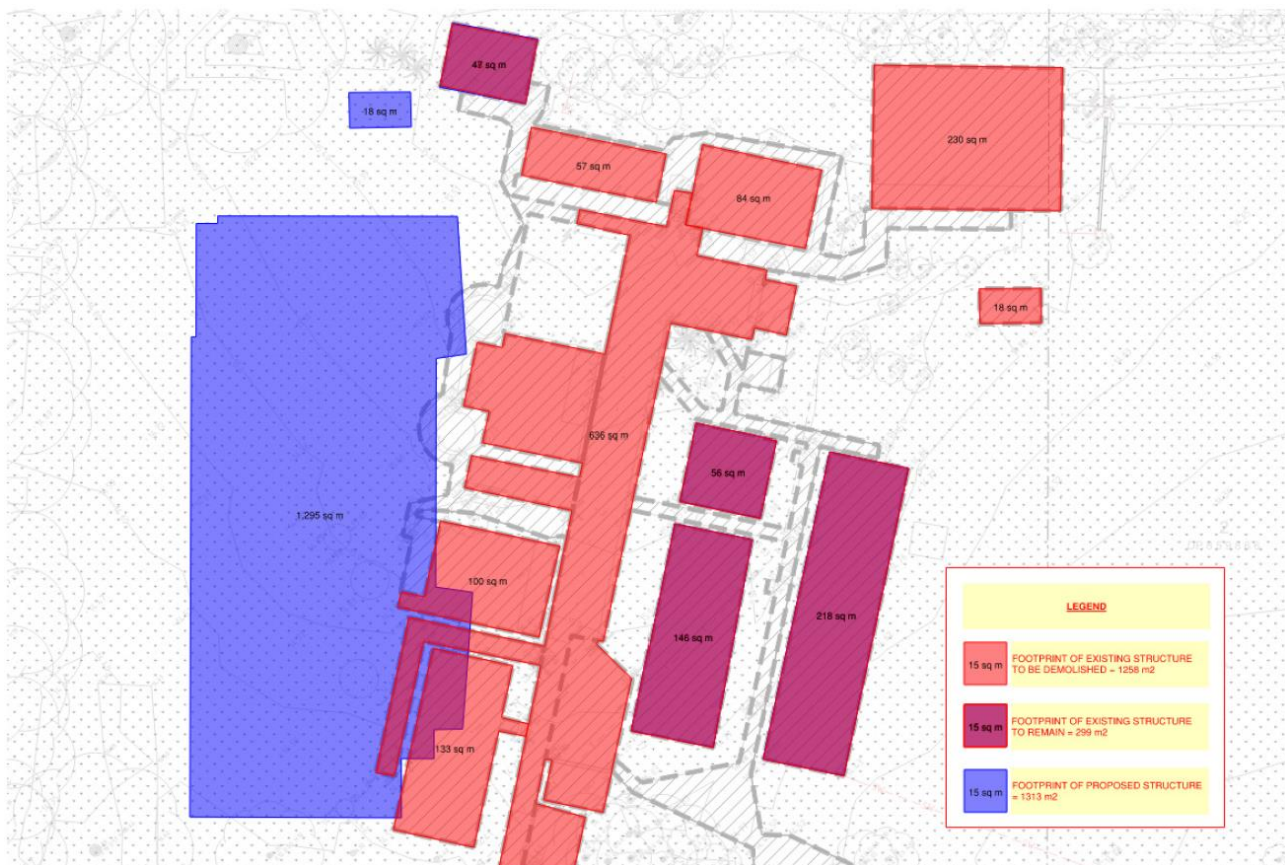 18 sq m
57 sq m
84 sq m
230 sq m
18 sq m
636 sq m
56 sq m
1,295 sq m
100 sq m
146 sq m
218 sq m
133 sq m
LEGEND
15 sq m FOOTPRINT OF EXISTING STRUCTURE
TO BE DEMOLISHED = 1258 m2
15 sq m FOOTPRINT OF EXISTING STRUCTURE
TO REMAIN = 299 m2
15 sq m FOOTPRINT OF PROPOSED STRUCTURE
= 1313 m2